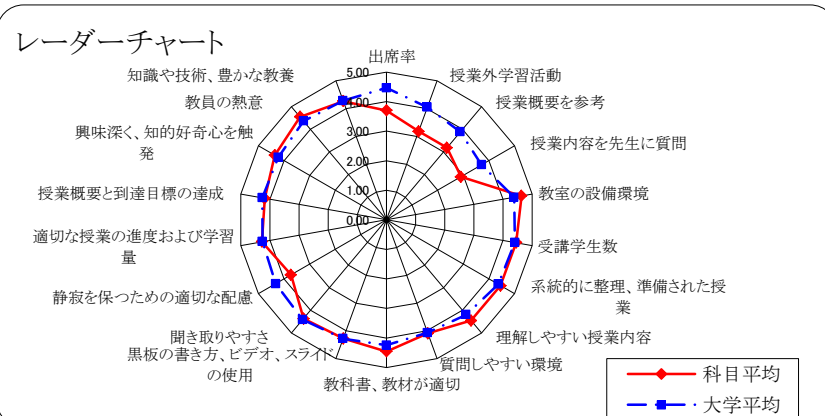 レーダーチャート
出席率
授業外学習活動
授業概要を参考
授業内容を先生に質問
教室の設備環境
受講学生数
系統的に整理、準備された授
業
理解しやすい授業内容
質問しやすい環境
教科書、教材が適切
黒板の書き方、ビデオ、スライド
の使用
聞き取りやすさ
静寂を保つための適切な配慮
適切な授業の進度および学習
量
授業概要と到達目標の達成
興味深く、知的好奇心を触
発
教員の熱意
知識や技術、豊かな教養
5.00
4.00
3.00
2.00
1.00
0.00
科目平均
大学平均